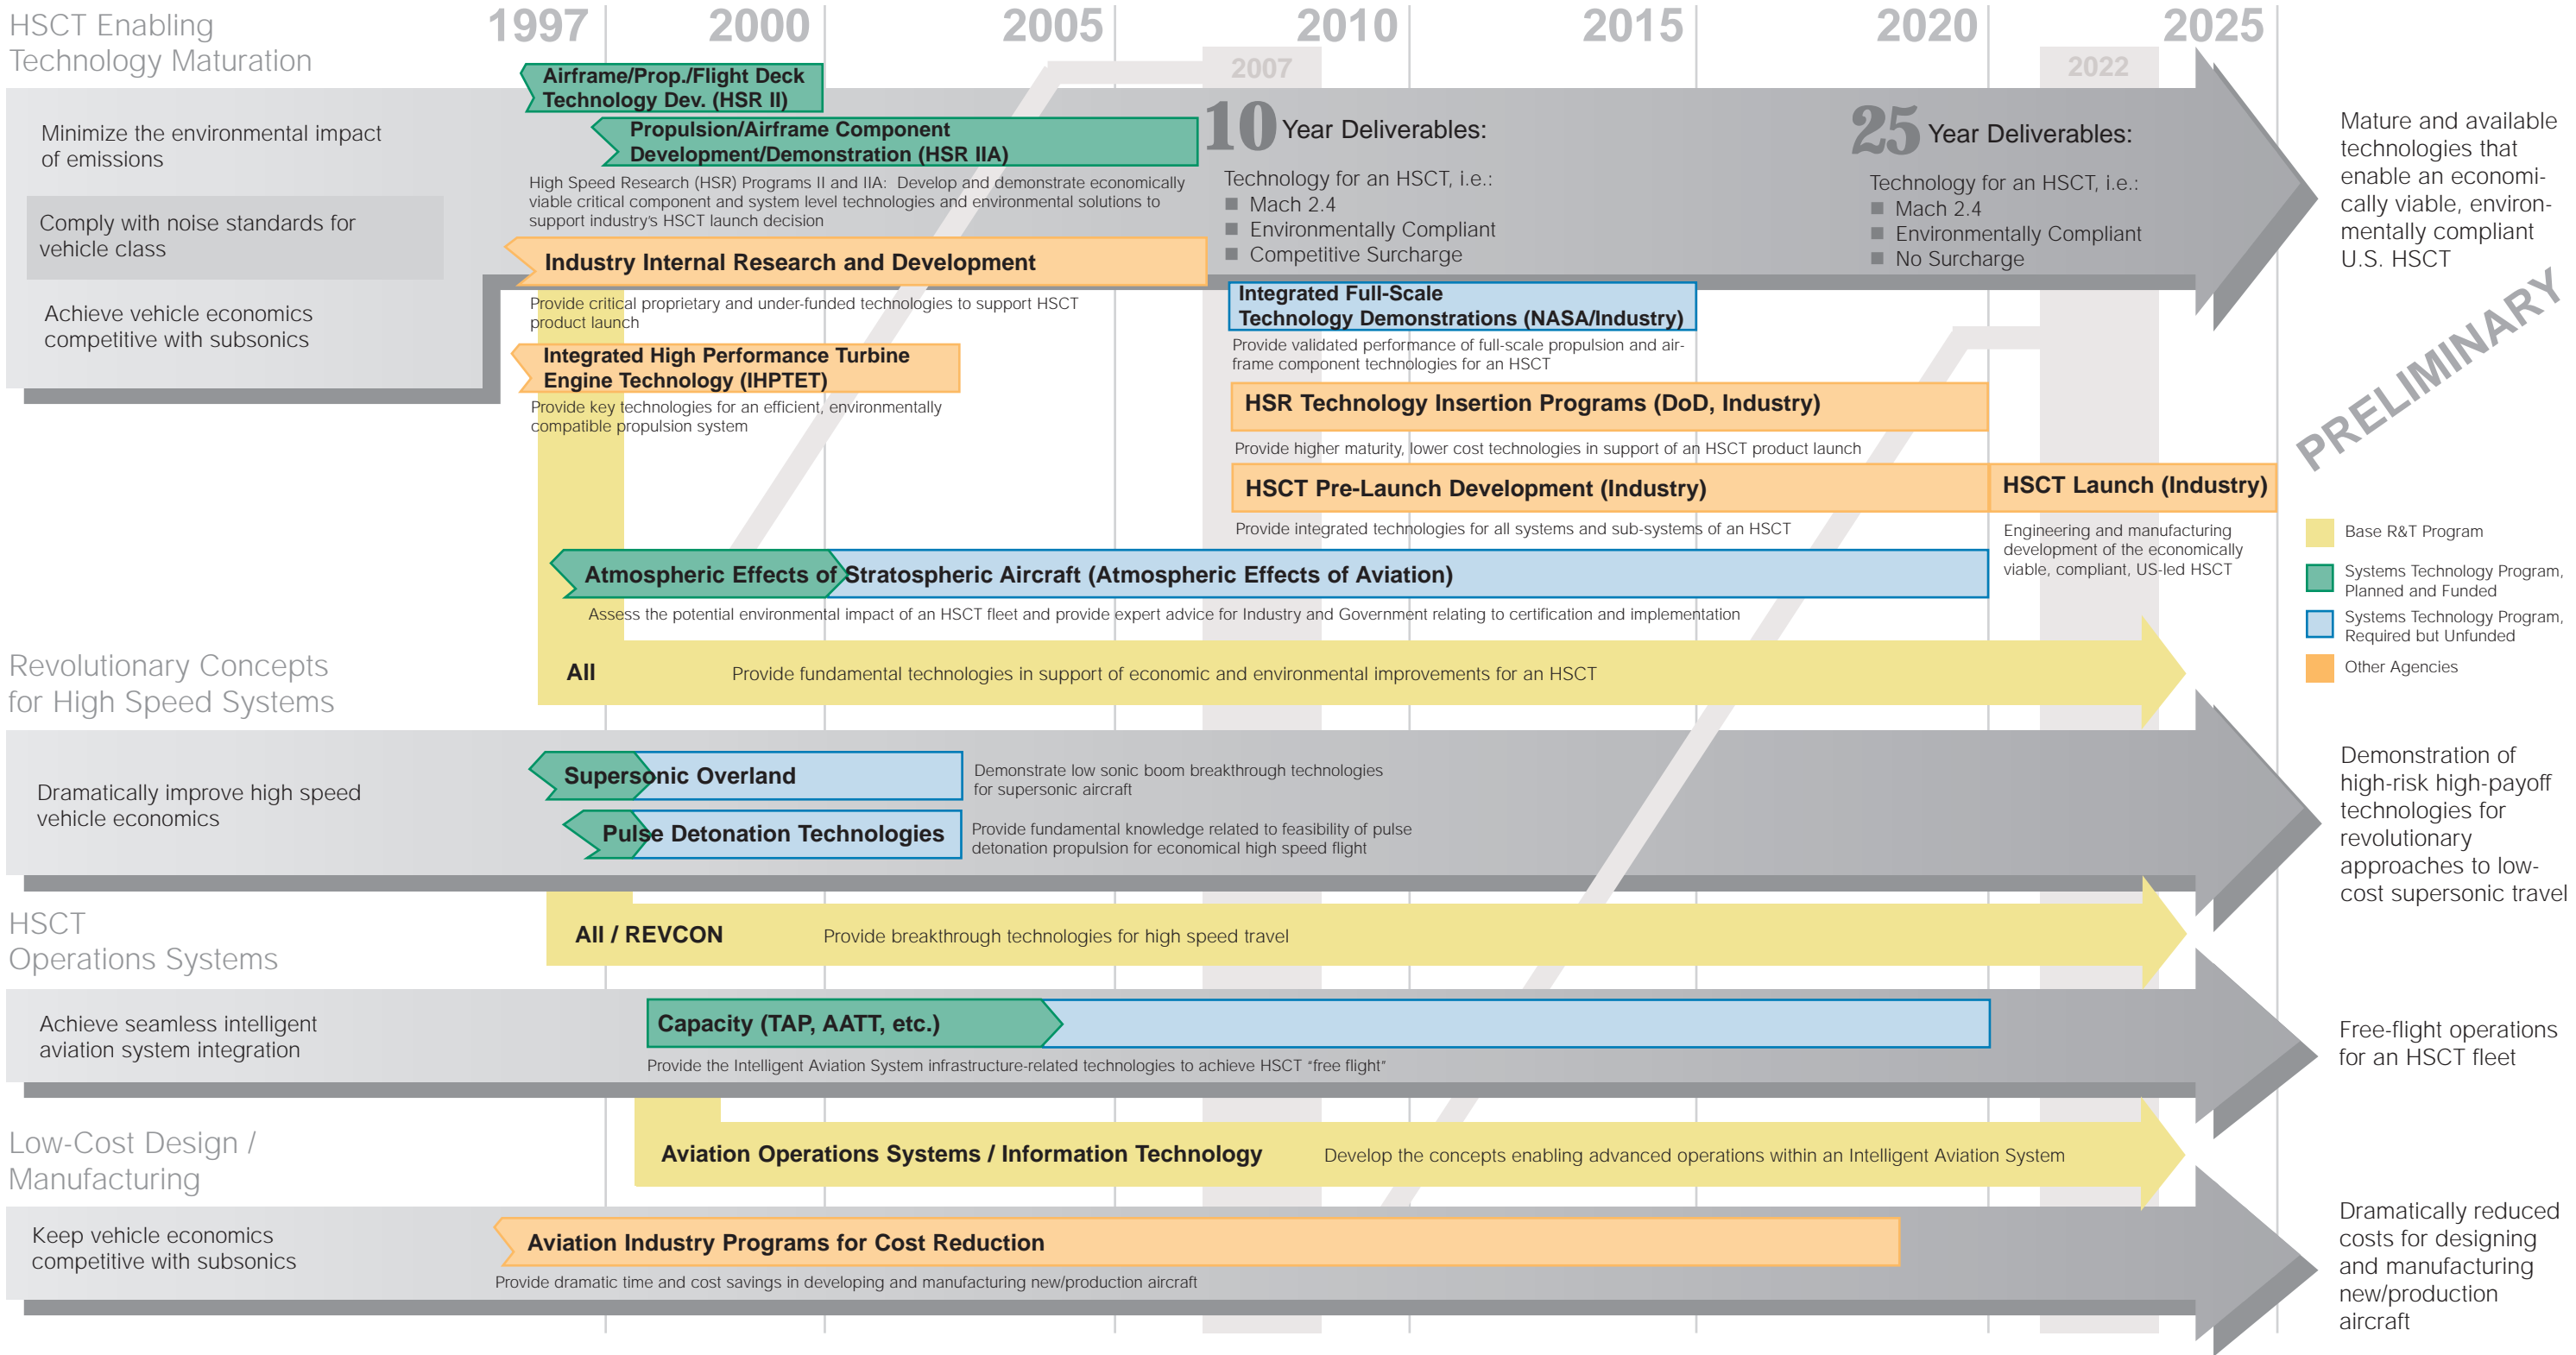 HSCT Enabling
Technology Maturation
1997
2000
2005
2010
2015
2020
2025
2007
2022
Minimize the environmental impact
of emissions
Comply with noise standards for
vehicle class
Achieve vehicle economics
competitive with subsonics
Airframe/Prop./Flight Deck
Technology Dev. (HSR II)
Propulsion/Airframe Component
Development/Demonstration (HSR IIA)
High Speed Research (HSR) Programs II and IIA: Develop and demonstrate economically
viable critical component and system level technologies and environmental solutions to
support industry's HSCT launch decision
Industry Internal Research and Development
Provide critical proprietary and under-funded technologies to support HSCT
product launch
Integrated High Performance Turbine
Engine Technology (IHPTET)
Provide key technologies for an efficient, environmentally
compatible propulsion system
10 Year Deliverables:
Technology for an HSCT, i.e.:
■ Mach 2.4
■ Environmentally Compliant
■ Competitive Surcharge
25 Year Deliverables:
Technology for an HSCT, i.e.:
■ Mach 2.4
■ Environmentally Compliant
■ No Surcharge
Mature and available
technologies that
enable an economi-
cally viable, environ-
mentally compliant
U.S. HSCT
Integrated Full-Scale
Technology Demonstrations (NASA/Industry)
Provide validated performance of full-scale propulsion and air-
frame component technologies for an HSCT
HSR Technology Insertion Programs (DoD, Industry)
Provide higher maturity, lower cost technologies in support of an HSCT product launch
HSCT Pre-Launch Development (Industry)
Provide integrated technologies for all systems and sub-systems of an HSCT
HSCT Launch (Industry)
Engineering and manufacturing
development of the economically
viable, compliant, US-led HSCT
PRELIMINARY
Base R&T Program
Systems Technology Program,
Planned and Funded
Systems Technology Program,
Required but Unfunded
Other Agencies
Atmospheric Effects of Stratospheric Aircraft (Atmospheric Effects of Aviation)
Assess the potential environmental impact of an HSCT fleet and provide expert advice for Industry and Government relating to certification and implementation
All
Provide fundamental technologies in support of economic and environmental improvements for an HSCT
Revolutionary Concepts
for High Speed Systems
Dramatically improve high speed
vehicle economics
Supersonic Overland
Demonstrate low sonic boom breakthrough technologies
for supersonic aircraft
Pulse Detonation Technologies
Provide fundamental knowledge related to feasibility of pulse
detonation propulsion for economical high speed flight
Demonstration of
high-risk high-payoff
technologies for
revolutionary
approaches to low-
cost supersonic travel
All / REVCON
Provide breakthrough technologies for high speed travel
HSCT
Operations Systems
Achieve seamless intelligent
aviation system integration
Capacity (TAP, AATT, etc.)
Provide the Intelligent Aviation System infrastructure-related technologies to achieve HSCT "free flight"
Free-flight operations
for an HSCT fleet
Aviation Operations Systems / Information Technology
Develop the concepts enabling advanced operations within an Intelligent Aviation System
Low-Cost Design /
Manufacturing
Keep vehicle economics
competitive with subsonics
Aviation Industry Programs for Cost Reduction
Provide dramatic time and cost savings in developing and manufacturing new/production aircraft
Dramatically reduced
costs for designing
and manufacturing
new/production
aircraft